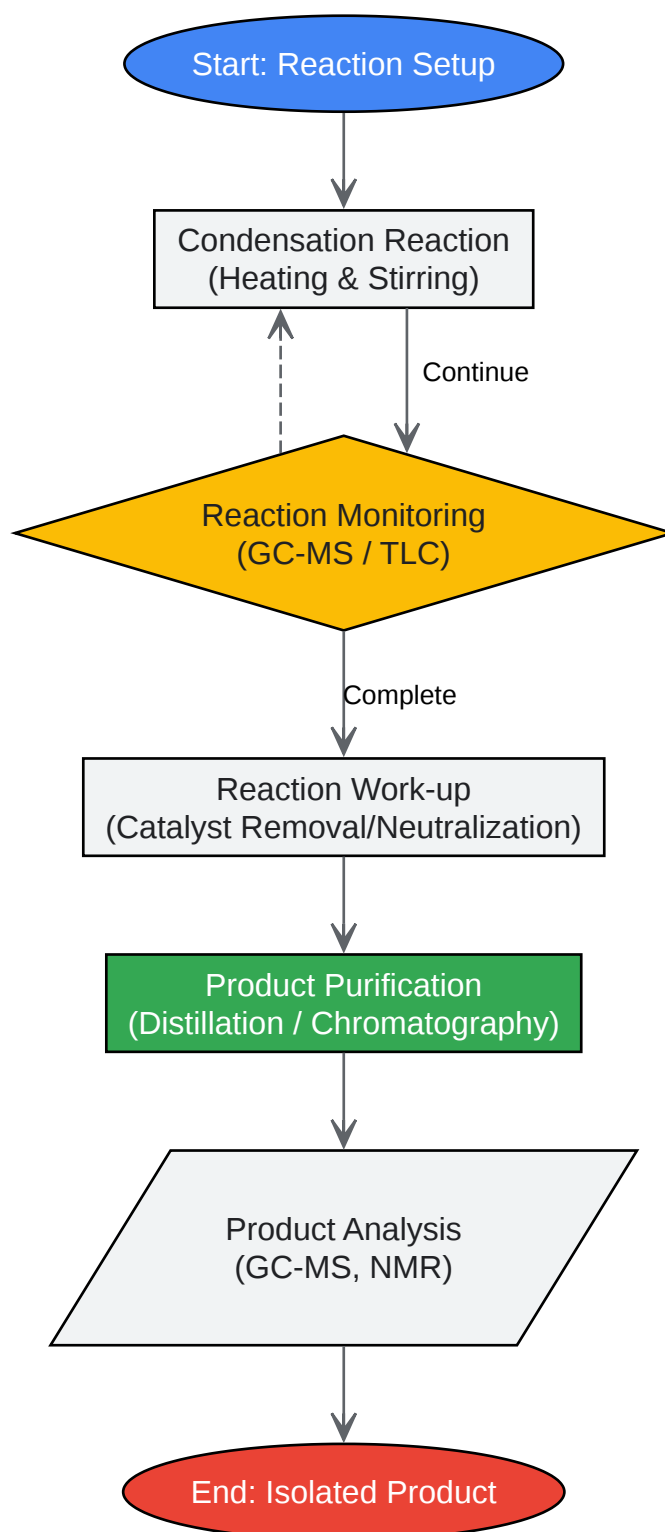 Start: Reaction Setup
Condensation Reaction
(Heating & Stirring)
Continue
Reaction Monitoring
(GC-MS / TLC)
Complete
Reaction Work-up
(Catalyst Removal/Neutralization)
Product Purification
(Distillation / Chromatography)
Product Analysis
(GC-MS, NMR)
End: Isolated Product